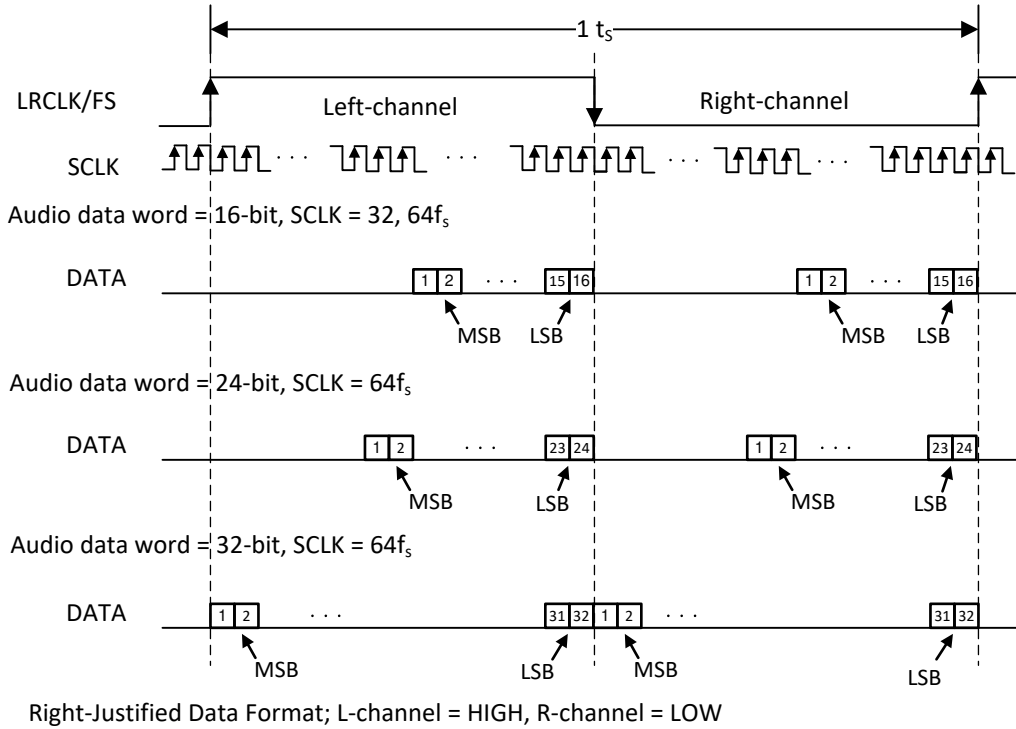 1 tS
LRCLK/FS Left-channel Right-channel
SCLK · · · · · · · · · · · ·
Audio data word = 16-bit, SCLK = 32, 64fs
DATA 1 2 · · · 15 16 1 2 · · · 15 16
MSB LSB MSB LSB
Audio data word = 24-bit, SCLK = 64fs
DATA 1 2 · · · 23 24 1 2 · · · 23 24
MSB LSB MSB LSB
Audio data word = 32-bit, SCLK = 64fs
DATA 1 2 · · · 31 32 1 2 · · · 31 32
MSB LSB MSB LSB
Right-Justified Data Format; L-channel = HIGH, R-channel = LOW